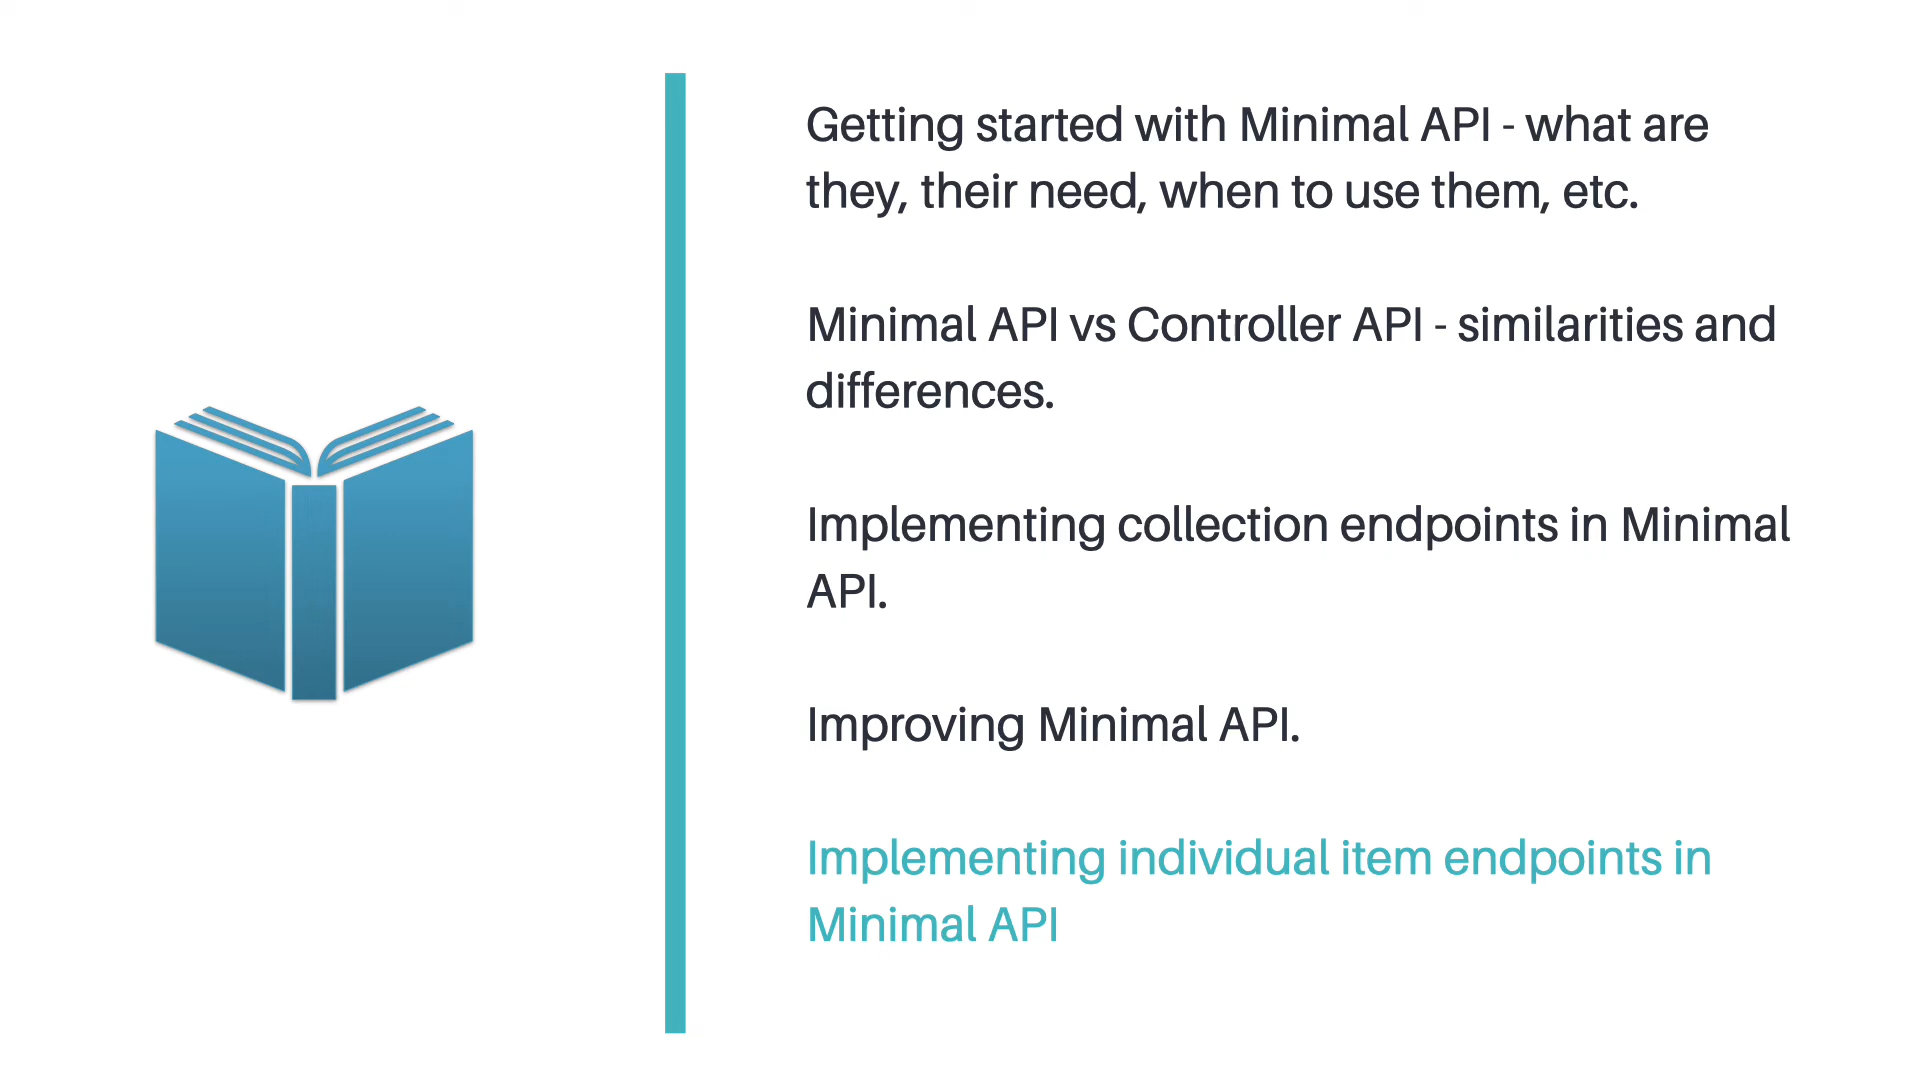 Getting started with Minimal API - what are
they, their need, when to use them, etc.
Minimal API vs Controller API - similarities and
differences.
Implementing collection endpoints in Minimal
API.
Improving Minimal API.
Implementing individual item endpoints in
Minimal API